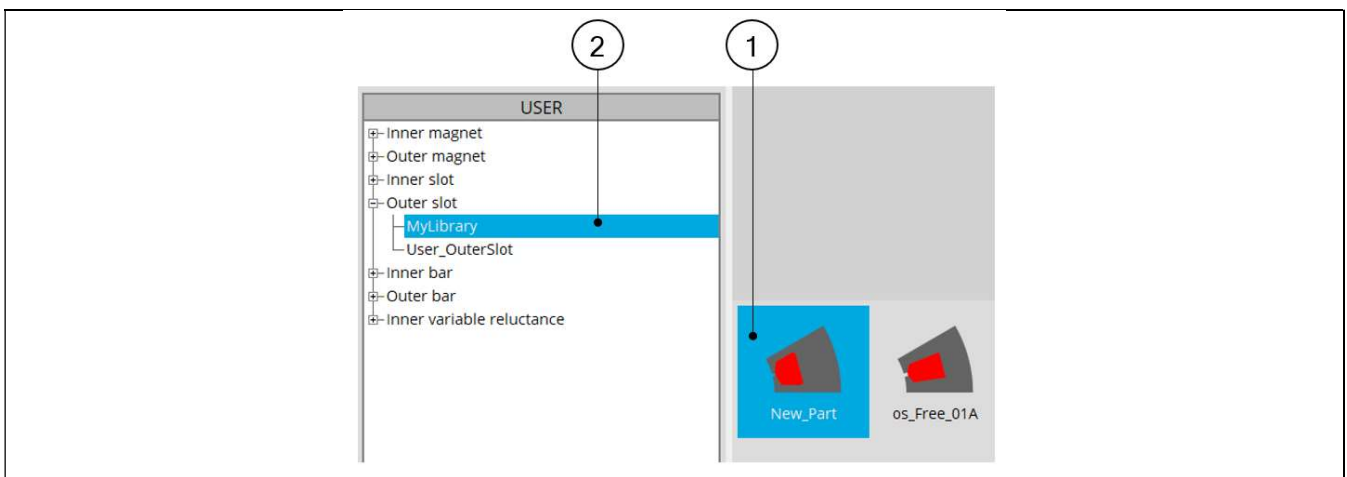 2
1
USER
Inner magnet
Outer magnet
Inner slot
Outer slot
MyLibrary
User_OuterSlot
Inner bar
Outer bar
Inner variable reluctance
New_Part
os_Free_01A